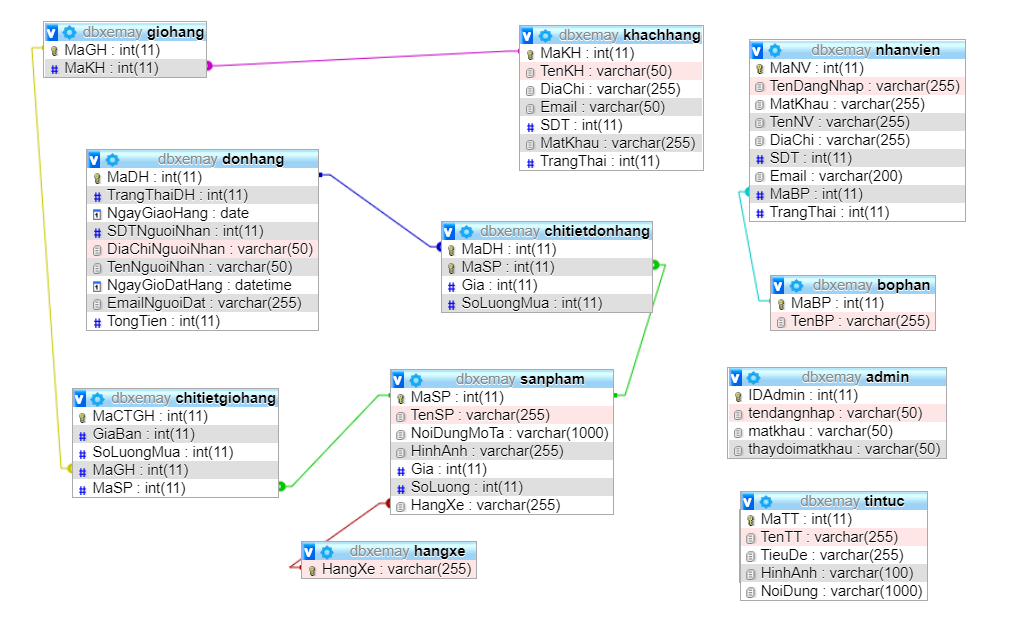 dbxemay giohang
MaGH : int(11)
MaKH : int(11)
dbxemay khachhang
MaKH : int(11)
TenKH : varchar(50)
DiaChi : varchar(255)
Email : varchar(50)
SDT : int(11)
MatKhau : varchar(255)
TrangThai : int(11)
dbxemay nhanvien
MaNV : int(11)
TenDangNhap : varchar(255)
MatKhau : varchar(255)
TenNV : varchar(255)
DiaChi : varchar(255)
SDT : int(11)
Email : varchar(200)
MaBP : int(11)
TrangThai : int(11)
dbxemay donhang
MaDH : int(11)
TrangThaiDH : int(11)
NgayGiaoHang : date
SDTNguoiNhan : int(11)
DiaChiNguoiNhan : varchar(50)
TenNguoiNhan : varchar(50)
NgayGioDatHang : datetime
EmailNguoiDat : varchar(255)
TongTien : int(11)
dbxemay chitietdonhang
MaDH : int(11)
MaSP : int(11)
Gia : int(11)
SoLuongMua : int(11)
dbxemay bophan
MaBP : int(11)
TenBP : varchar(255)
dbxemay chitietgiohang
MaCTGH : int(11)
GiaBan : int(11)
SoLuongMua : int(11)
MaGH : int(11)
MaSP : int(11)
dbxemay sanpham
MaSP : int(11)
TenSP : varchar(255)
NoiDungMoTa : varchar(1000)
HinhAnh : varchar(255)
Gia : int(11)
SoLuong : int(11)
HangXe : varchar(255)
dbxemay admin
IDAdmin : int(11)
tendangnhap : varchar(50)
matkhau : varchar(50)
thaydoimatkhau : varchar(50)
dbxemay hangxe
HangXe : varchar(255)
dbxemay tintuc
MaTT : int(11)
TenTT : varchar(255)
TieuDe : varchar(255)
HinhAnh : varchar(100)
NoiDung : varchar(1000)